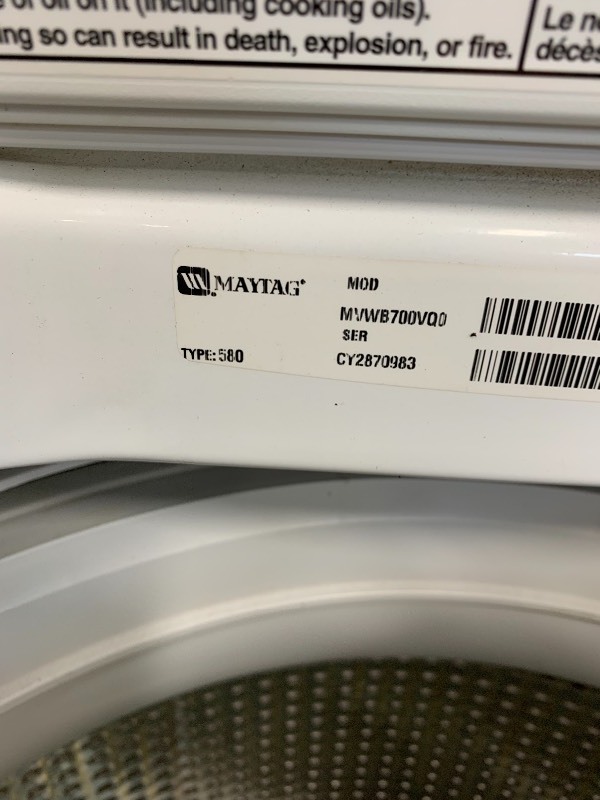 of oil on it (including cooking oils).
ing so can result in death, explosion, or fire.
Le
décès
MAYTAG
MOD
MVWB700VQ0
SER
TYPE: 580
CY2870983